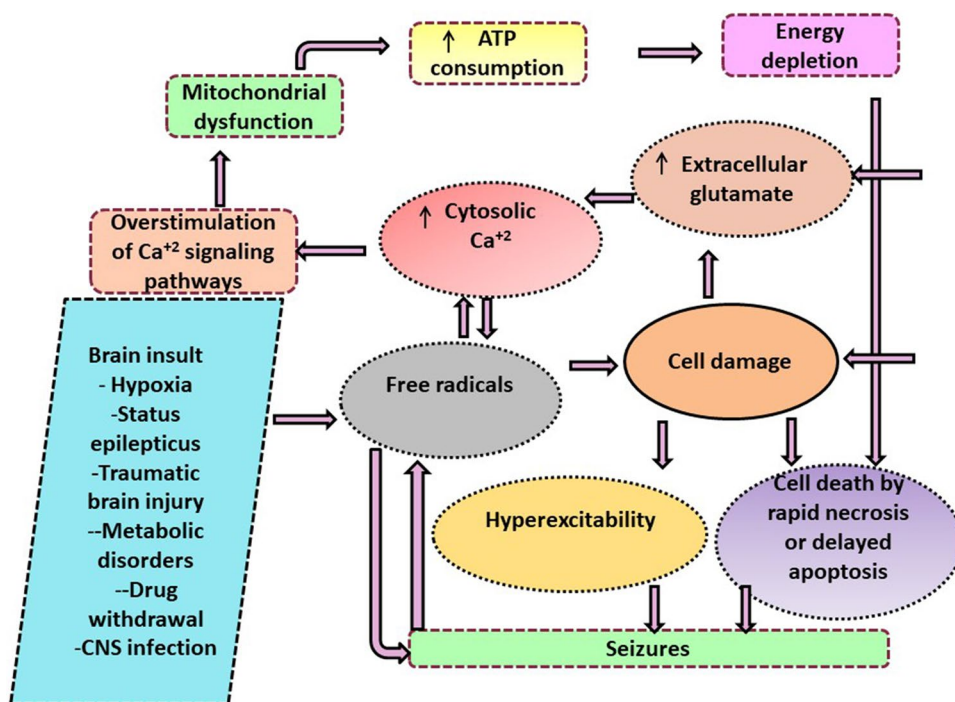 ↑ ATP
consumption
Energy
depletion
Mitochondrial
dysfunction
↑ Extracellular
glutamate
↑ Cytosolic
Ca⁺²
Overstimulation
of Ca⁺² signaling
pathways
Brain insult
- Hypoxia
-Status
epilepticus
-Traumatic
brain injury
--Metabolic
disorders
--Drug
withdrawal
-CNS infection
Free radicals
Cell damage
Hyperexcitability
Cell death by
rapid necrosis
or delayed
apoptosis
Seizures